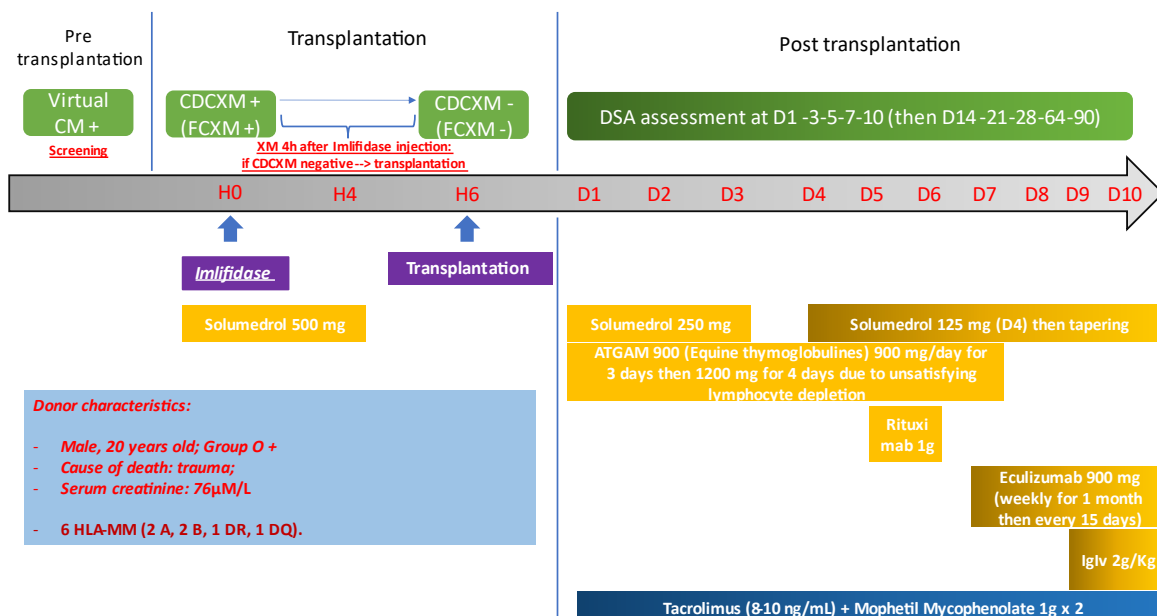 Pre
transplantation
Transplantation
Post transplantation
Virtual
CM +
Screening
CDCXM +
(FCXM +)
CDCXM -
(FCXM -)
XM 4h after Imlifidase injection:
if CDCXM negative--> transplantation
DSA assessment at D1 -3-5-7-10 (then D14 -21-28-64-90)
H0 H4 H6 D1 D2 D3 D4 D5 D6 D7 D8 D9 D10
Imlifidase
Transplantation
Solumedrol 500 mg
Solumedrol 250 mg
Solumedrol 125 mg (D4) then tapering
ATGAM 900 (Equine thymoglobulines) 900 mg/day for
3 days then 1200 mg for 4 days due to unsatisfying
lymphocyte depletion
Rituxi
mab 1g
Eculizumab 900 mg
(weekly for 1 month
then every 15 days)
IgIv 2g/Kg
Tacrolimus (8-10 ng/mL) + Mophetil Mycophenolate 1g x 2
Donor characteristics:
- Male, 20 years old; Group O +
- Cause of death: trauma;
- Serum creatinine: 76µM/L
- 6 HLA-MM (2 A, 2 B, 1 DR, 1 DQ).